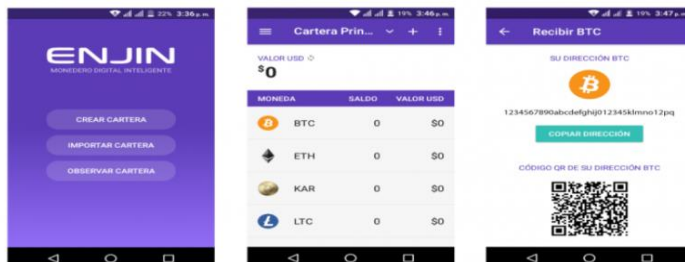 22% 3:36 p.m.
ENJIN
MONEDERO DIGITAL INTELIGENTE
CREAR CARTERA
IMPORTAR CARTERA
OBSERVAR CARTERA
19% 3:46 p.m.
Cartera Prin...
VALOR USD
$0
MONEDA SALDO VALOR USD
BTC 0 $0
ETH 0 $0
KAR 0 $0
LTC 0 $0
19% 3:47 p.m.
Recibir BTC
SU DIRECCIÓN BTC
1234567890abcdefghij012345klmno12pq
COPIAR DIRECCIÓN
CÓDIGO QR DE SU DIRECCIÓN BTC